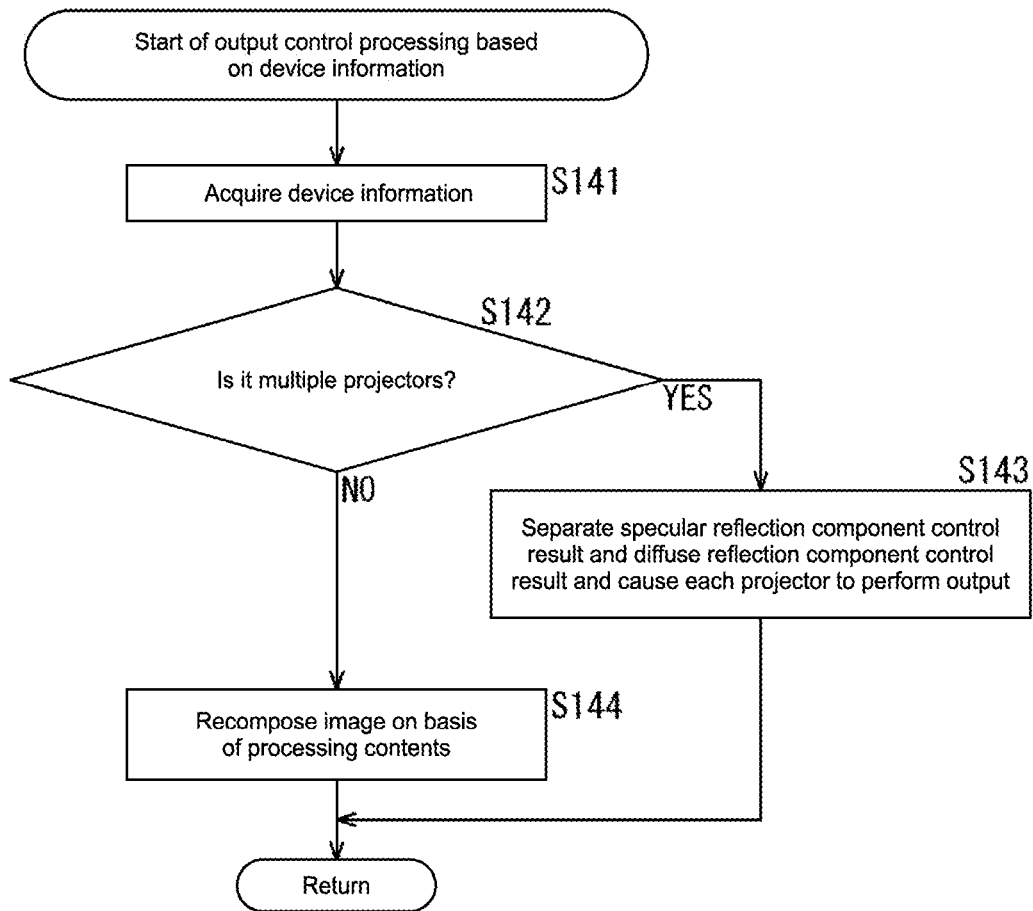 Start of output control processing based
on device information
Acquire device information
S141
S142
Is it multiple projectors?
YES
NO
S143
Separate specular reflection component control
result and diffuse reflection component control
result and cause each projector to perform output
S144
Recompose image on basis
of processing contents
Return